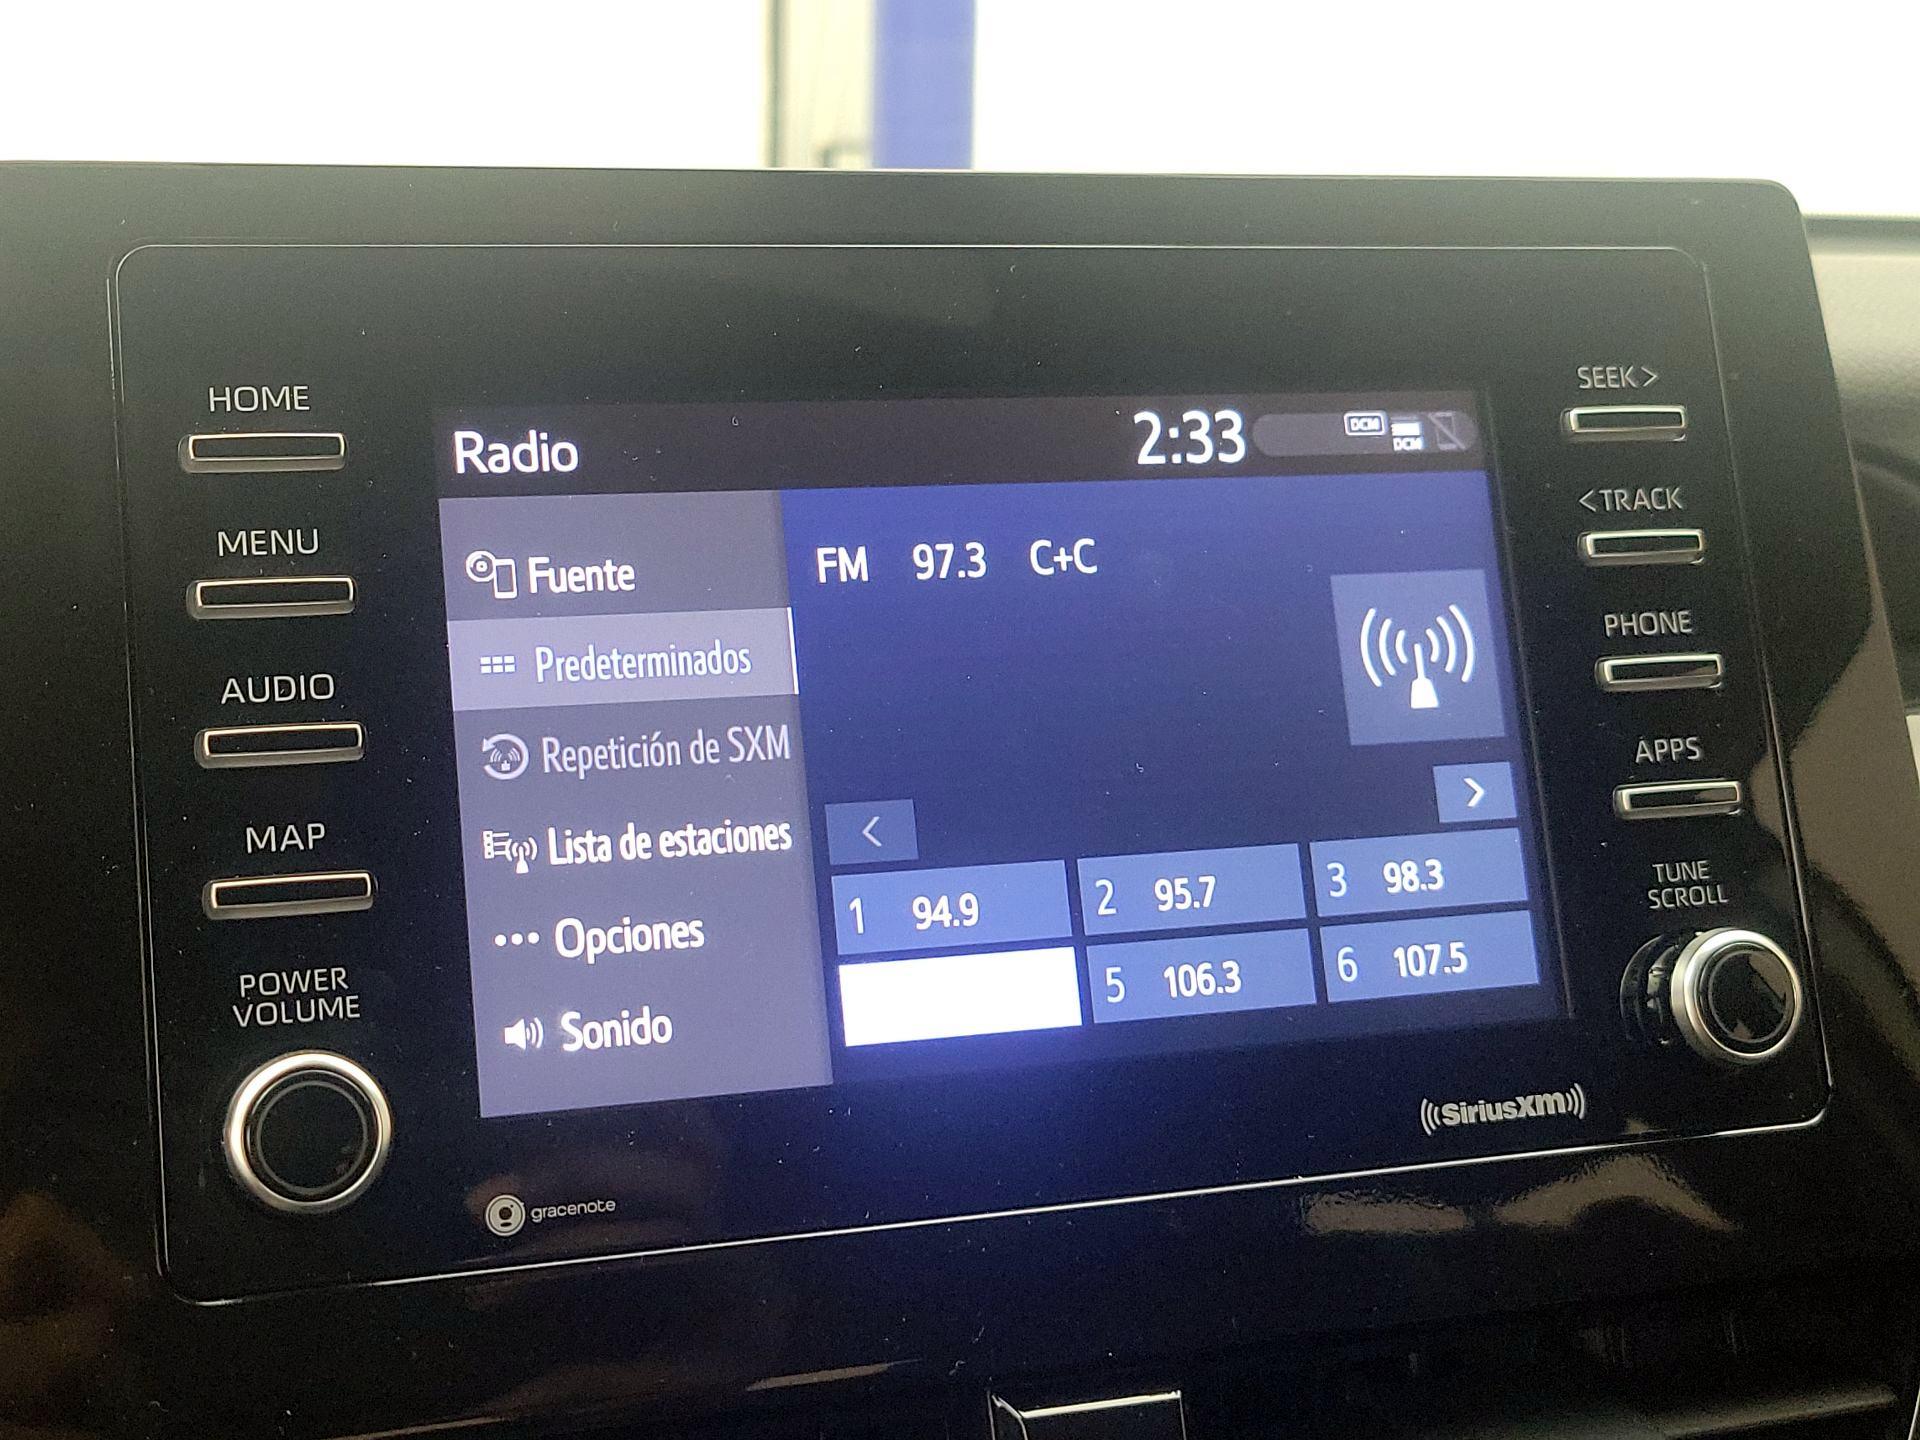 HOME
MENU
AUDIO
MAP
POWER
VOLUME
Radio
2:33
DCM
DCM
Fuente
Predeterminados
Repetición de SXM
Lista de estaciones
Opciones
Sonido
FM 97.3 C+C
<
>
1 94.9
2 95.7
3 98.3
5 106.3
6 107.5
SEEK >
< TRACK
PHONE
APPS
TUNE
SCROLL
gracenote
SiriusXM